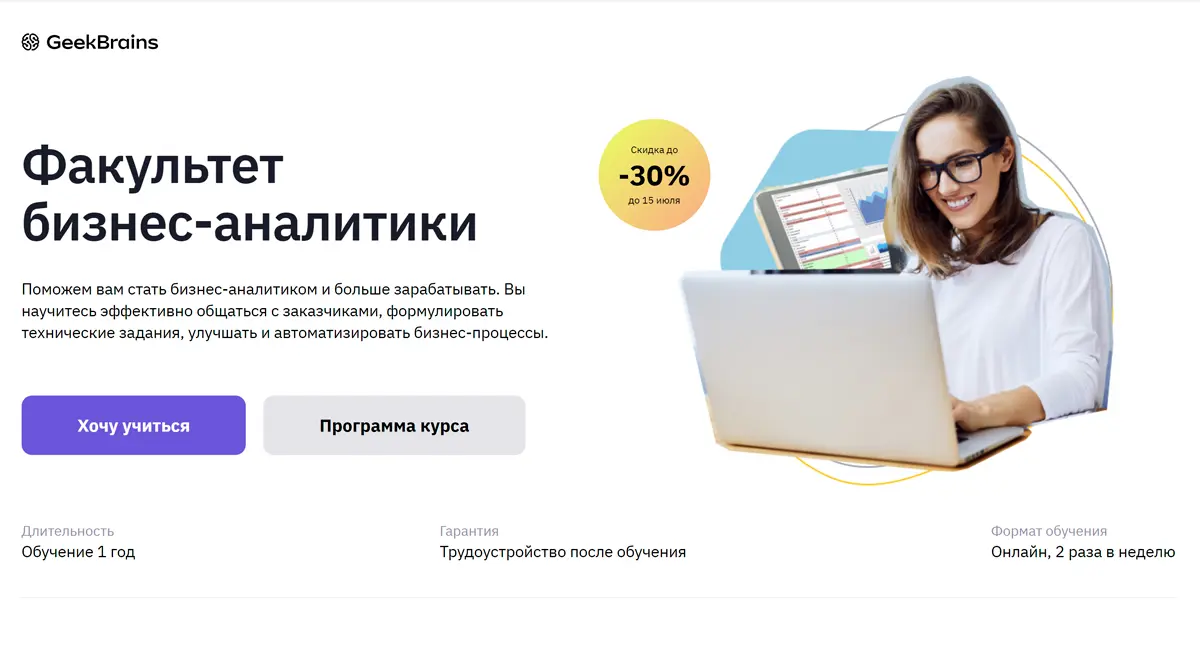 GeekBrains
Факультет
бизнес-аналитики
Поможем вам стать бизнес-аналитиком и больше зарабатывать. Вы
научитесь эффективно общаться с заказчиками, формулировать
технические задания, улучшать и автоматизировать бизнес-процессы.
Хочу учиться
Программа курса
Скидка до
-30%
до 15 июля
Длительность
Обучение 1 год
Гарантия
Трудоустройство после обучения
Формат обучения
Онлайн, 2 раза в неделю